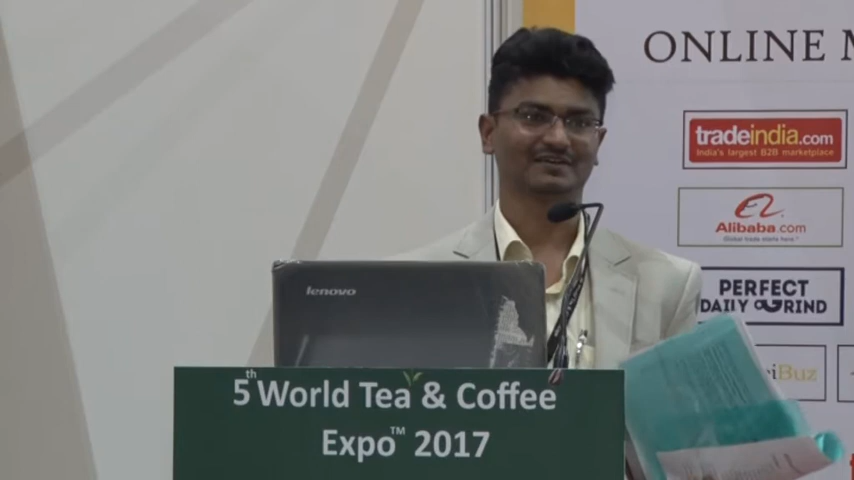 ONLINE
tradeindia.com
India's largest B2B marketplace
Alibaba.com
Global trade starts here.™
PERFECT
DAILY GRIND
lenovo
5th World Tea & Coffee
Expo™ 2017